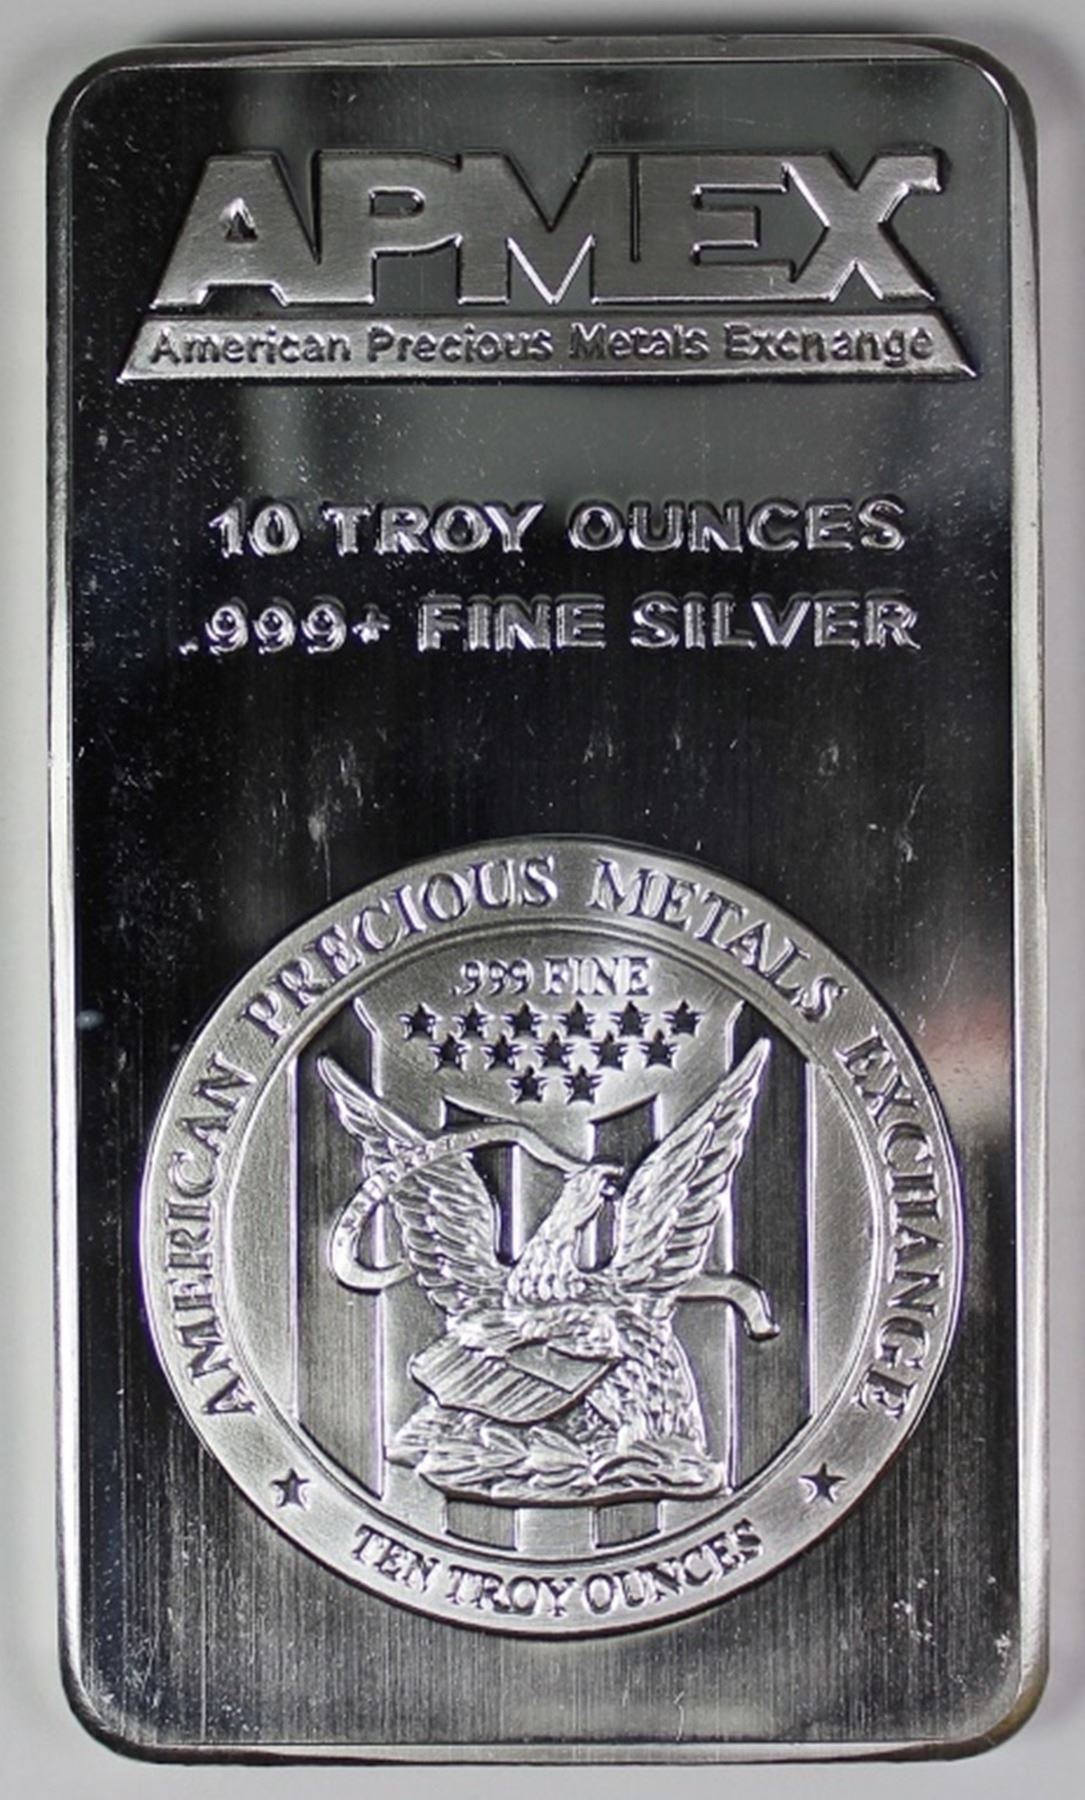 APMEX
American Precious Metals Exchange
10 TROY OUNCES
.999+ FINE SILVER
AMERICAN PRECIOUS METALS EXCHANGE
.999 FINE
TEN TROY OUNCES